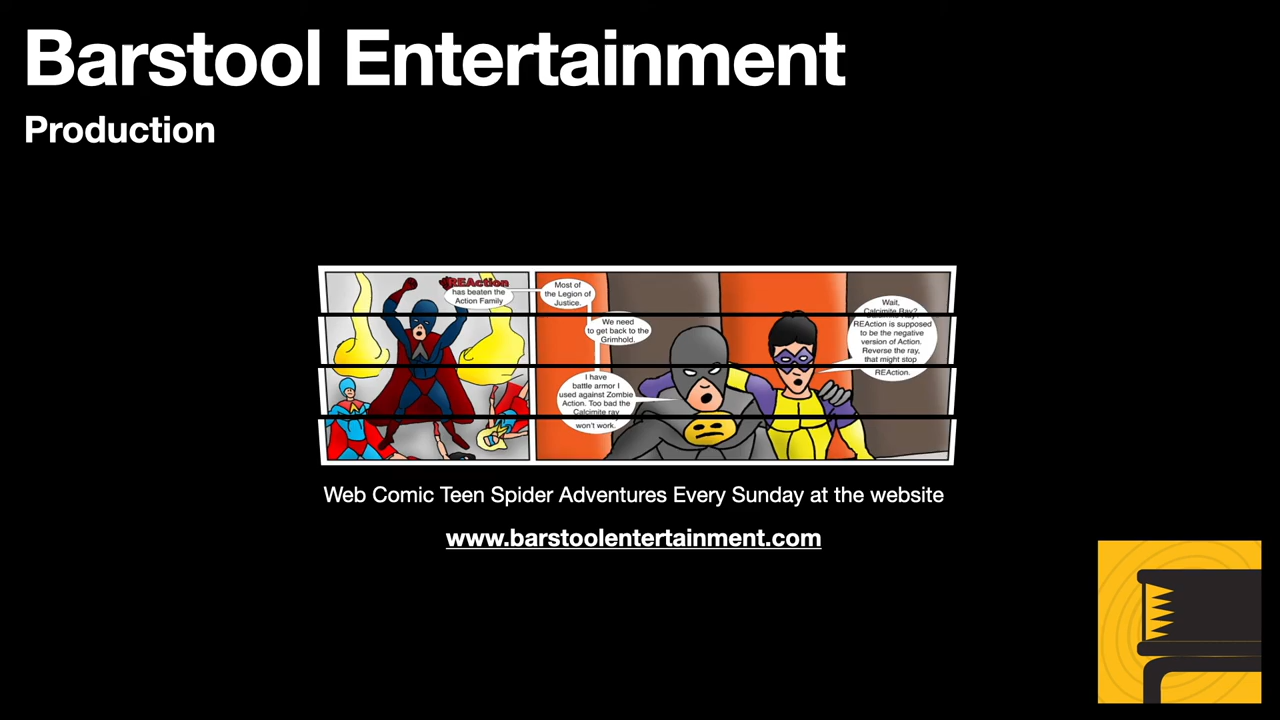 Barstool Entertainment
Production
REAction
has beaten the
Action Family
Most of
the Legion of
Justice.
We need
to get back to the
Grimhold.
I have
battle armor I
used against Zombie
Action. Too bad the
Calcimite ray
won't work.
Wait,
Calcimite Ray?
REAction is supposed
to be the negative
version of Action.
Reverse the ray,
that might stop
REAction.
Web Comic Teen Spider Adventures Every Sunday at the website
www.barstoolentertainment.com